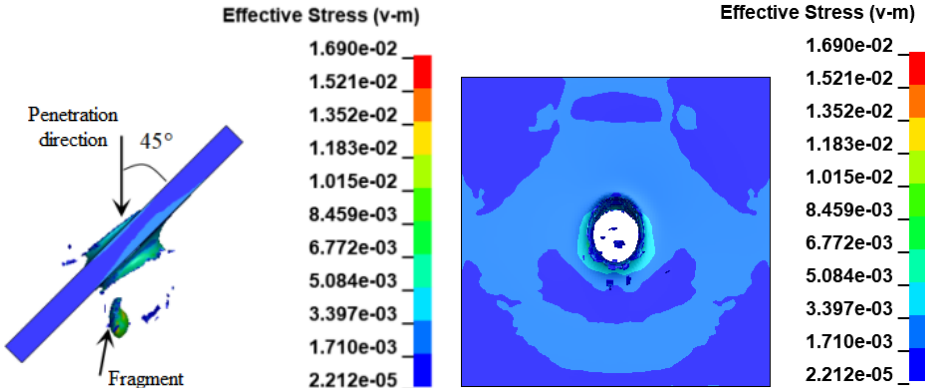 Effective Stress (v-m)
1.690e-02
1.521e-02
1.352e-02
1.183e-02
1.015e-02
8.459e-03
6.772e-03
5.084e-03
3.397e-03
1.710e-03
2.212e-05
Penetration
direction
45°
Fragment
Effective Stress (v-m)
1.690e-02
1.521e-02
1.352e-02
1.183e-02
1.015e-02
8.459e-03
6.772e-03
5.084e-03
3.397e-03
1.710e-03
2.212e-05